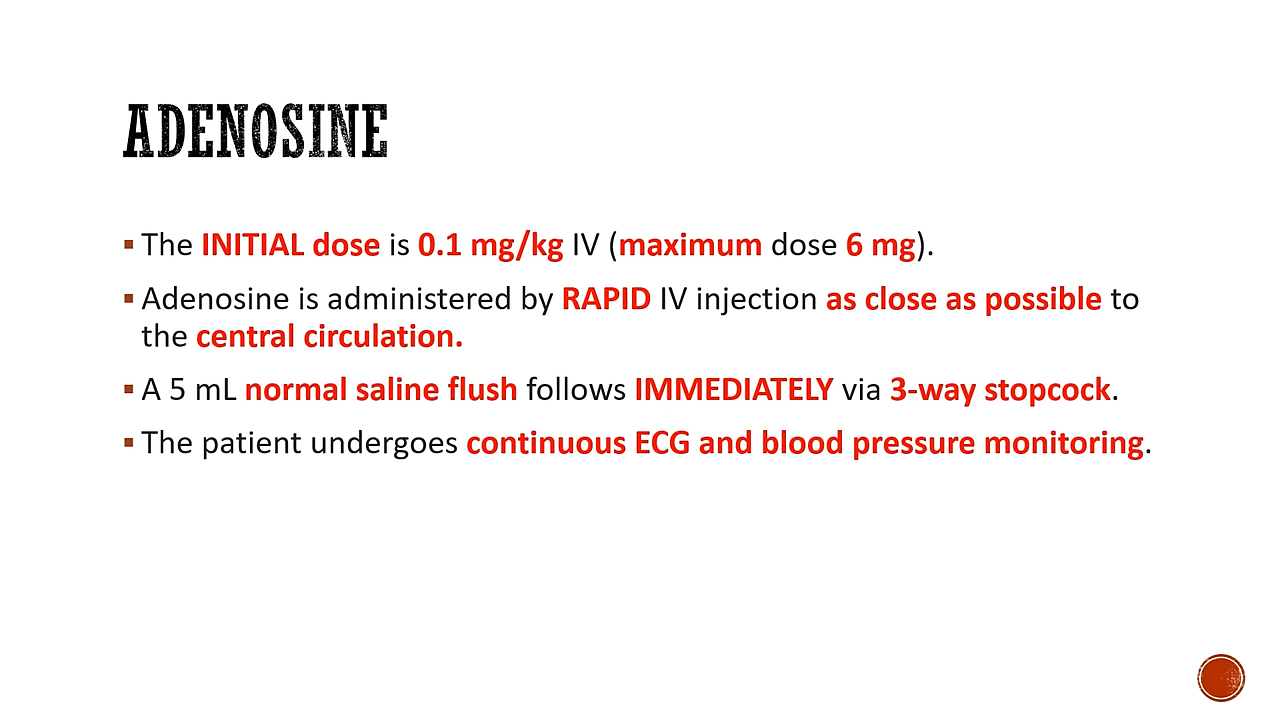 ADENOSINE
▪ The INITIAL dose is 0.1 mg/kg IV (maximum dose 6 mg).
▪ Adenosine is administered by RAPID IV injection as close as possible to
the central circulation.
▪ A 5 mL normal saline flush follows IMMEDIATELY via 3-way stopcock.
▪ The patient undergoes continuous ECG and blood pressure monitoring.